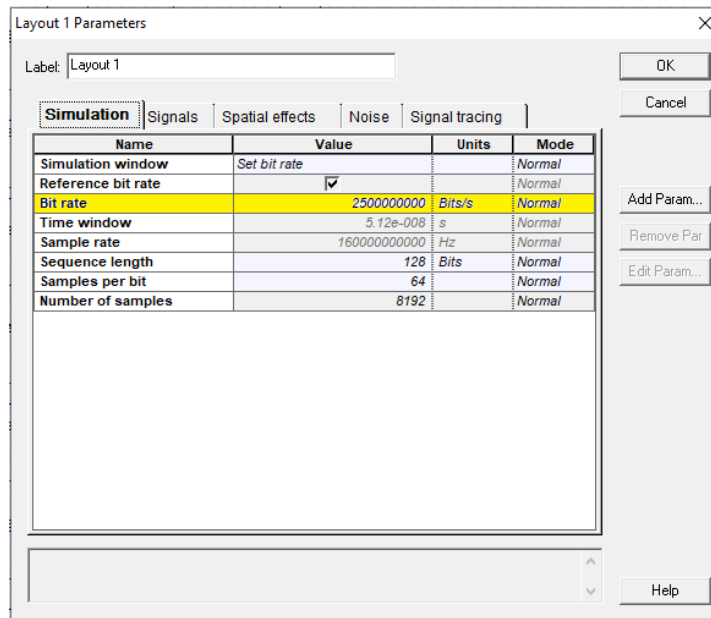 Layout 1 Parameters
Label: Layout 1
OK
Cancel
Simulation Signals Spatial effects Noise Signal tracing
Name Value Units Mode
Simulation window Set bit rate Normal
Reference bit rate Normal
Bit rate 2500000000 Bits/s Normal
Time window 5.12e-008 s Normal
Sample rate 160000000000 Hz Normal
Sequence length 128 Bits Normal
Samples per bit 64 Normal
Number of samples 8192 Normal
Add Param...
Remove Par
Edit Param...
Help